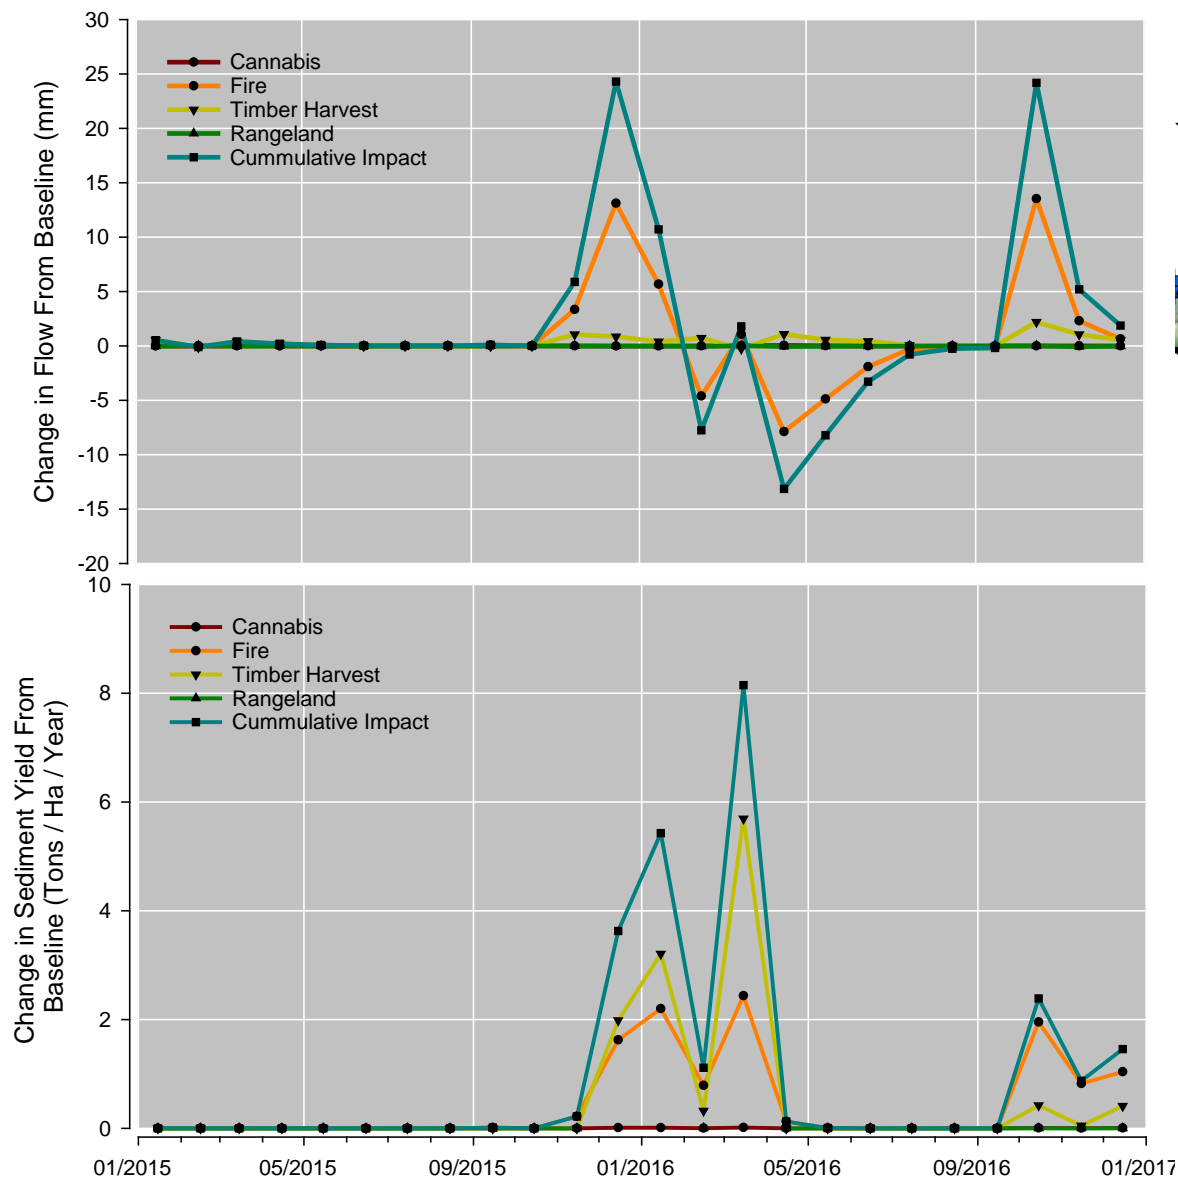 30
25
20
15
10
5
0
-5
-10
-15
-20
Change in Flow From Baseline (mm)
Cannabis
Fire
Timber Harvest
Rangeland
Cummulative Impact
10
8
6
4
2
0
Change in Sediment Yield From
Baseline (Tons / Ha / Year)
Cannabis
Fire
Timber Harvest
Rangeland
Cummulative Impact
01/2015 05/2015 09/2015 01/2016 05/2016 09/2016 01/2017